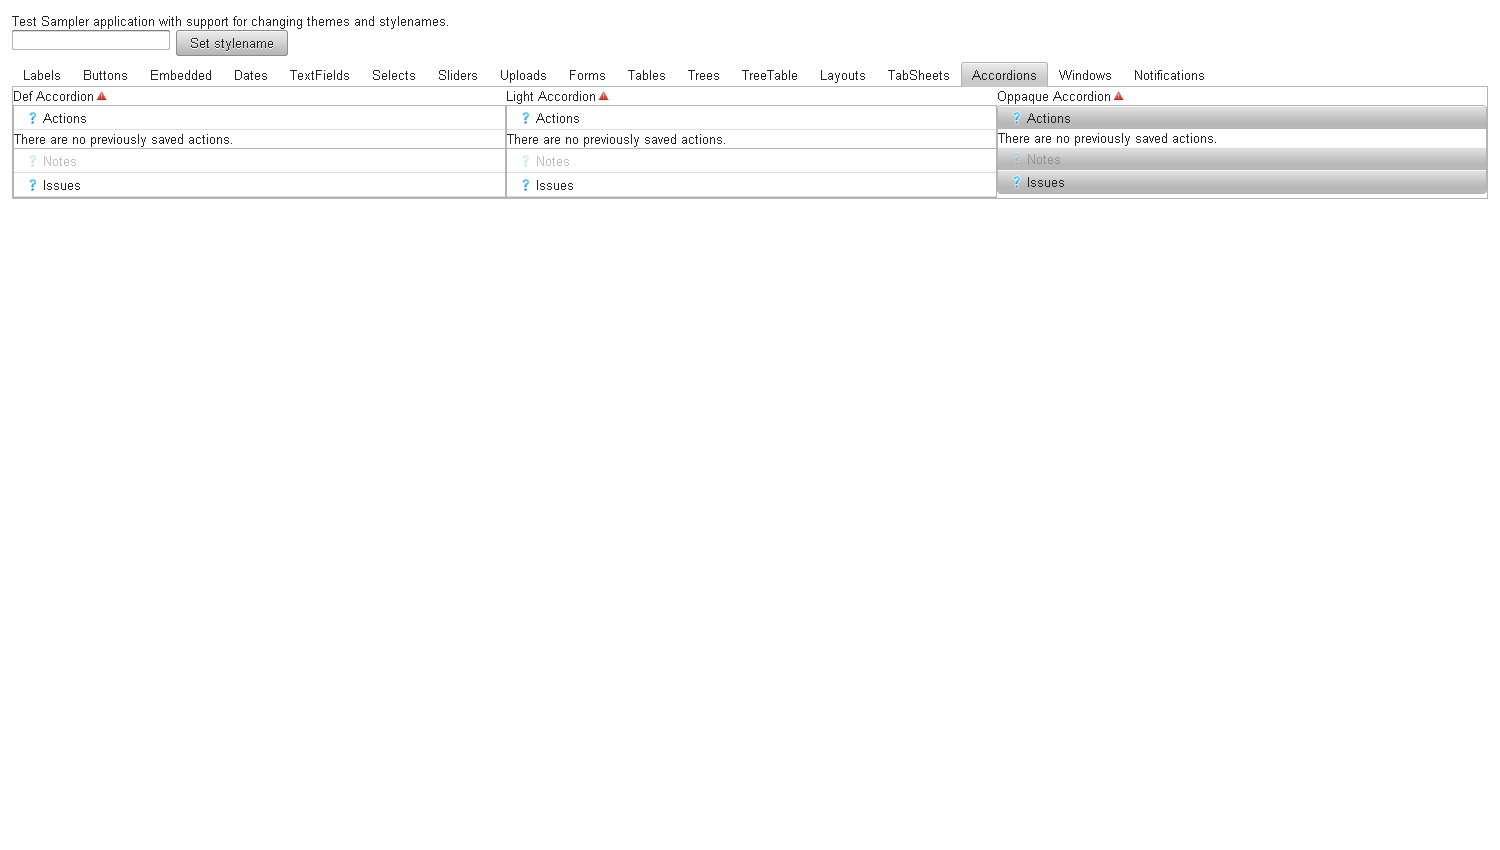 Test Sampler application with support for changing themes and stylenames.
Set stylename
Labels Buttons Embedded Dates TextFields Selects Sliders Uploads Forms Tables Trees TreeTable Layouts TabSheets Accordions Windows Notifications
Def Accordion Light Accordion Oppaque Accordion
? Actions ? Actions ? Actions
There are no previously saved actions. There are no previously saved actions. There are no previously saved actions.
? Notes ? Notes ? Notes
? Issues ? Issues ? Issues